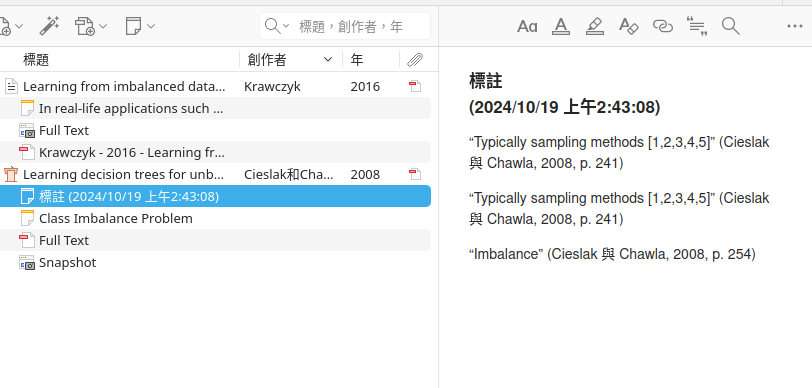 標題，創作者，年
標題 創作者 年
Learning from imbalanced data... Krawczyk 2016
In real-life applications such ...
Full Text
Krawczyk - 2016 - Learning fr...
Learning decision trees for unb... Cieslak和Cha... 2008
標註 (2024/10/19 上午2:43:08)
Class Imbalance Problem
Full Text
Snapshot
Aa A
標註
(2024/10/19 上午2:43:08)
“Typically sampling methods [1,2,3,4,5]” (Cieslak
與 Chawla, 2008, p. 241)
“Typically sampling methods [1,2,3,4,5]” (Cieslak
與 Chawla, 2008, p. 241)
“Imbalance” (Cieslak 與 Chawla, 2008, p. 254)